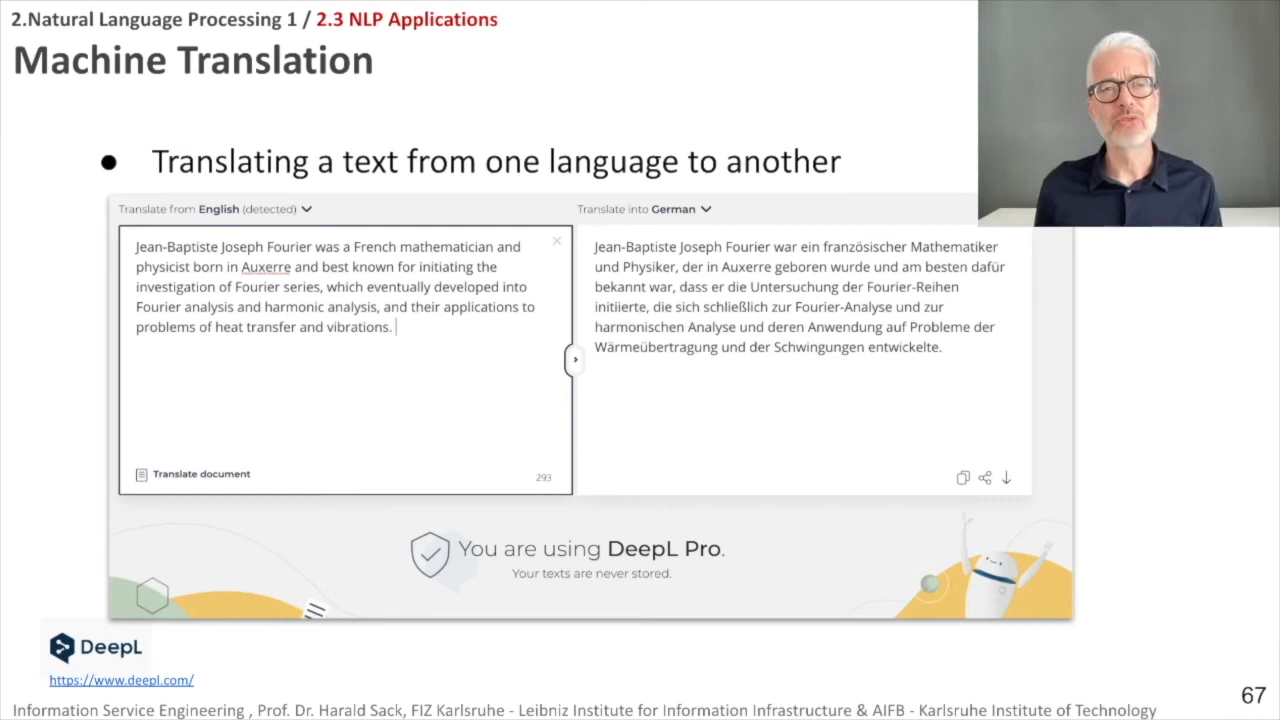 2.Natural Language Processing 1 / 2.3 NLP Applications
Machine Translation
● Translating a text from one language to another
Translate from English (detected)
Translate into German
Jean-Baptiste Joseph Fourier was a French mathematician and
physicist born in Auxerre and best known for initiating the
investigation of Fourier series, which eventually developed into
Fourier analysis and harmonic analysis, and their applications to
problems of heat transfer and vibrations.
Jean-Baptiste Joseph Fourier war ein französischer Mathematiker
und Physiker, der in Auxerre geboren wurde und am besten dafür
bekannt war, dass er die Untersuchung der Fourier-Reihen
initiierte, die sich schließlich zur Fourier-Analyse und zur
harmonischen Analyse und deren Anwendung auf Probleme der
Wärmeübertragung und der Schwingungen entwickelte.
Translate document
293
You are using DeepL Pro.
Your texts are never stored.
DeepL
https://www.deepl.com/
67
Information Service Engineering , Prof. Dr. Harald Sack, FIZ Karlsruhe - Leibniz Institute for Information Infrastructure & AIFB - Karlsruhe Institute of Technology